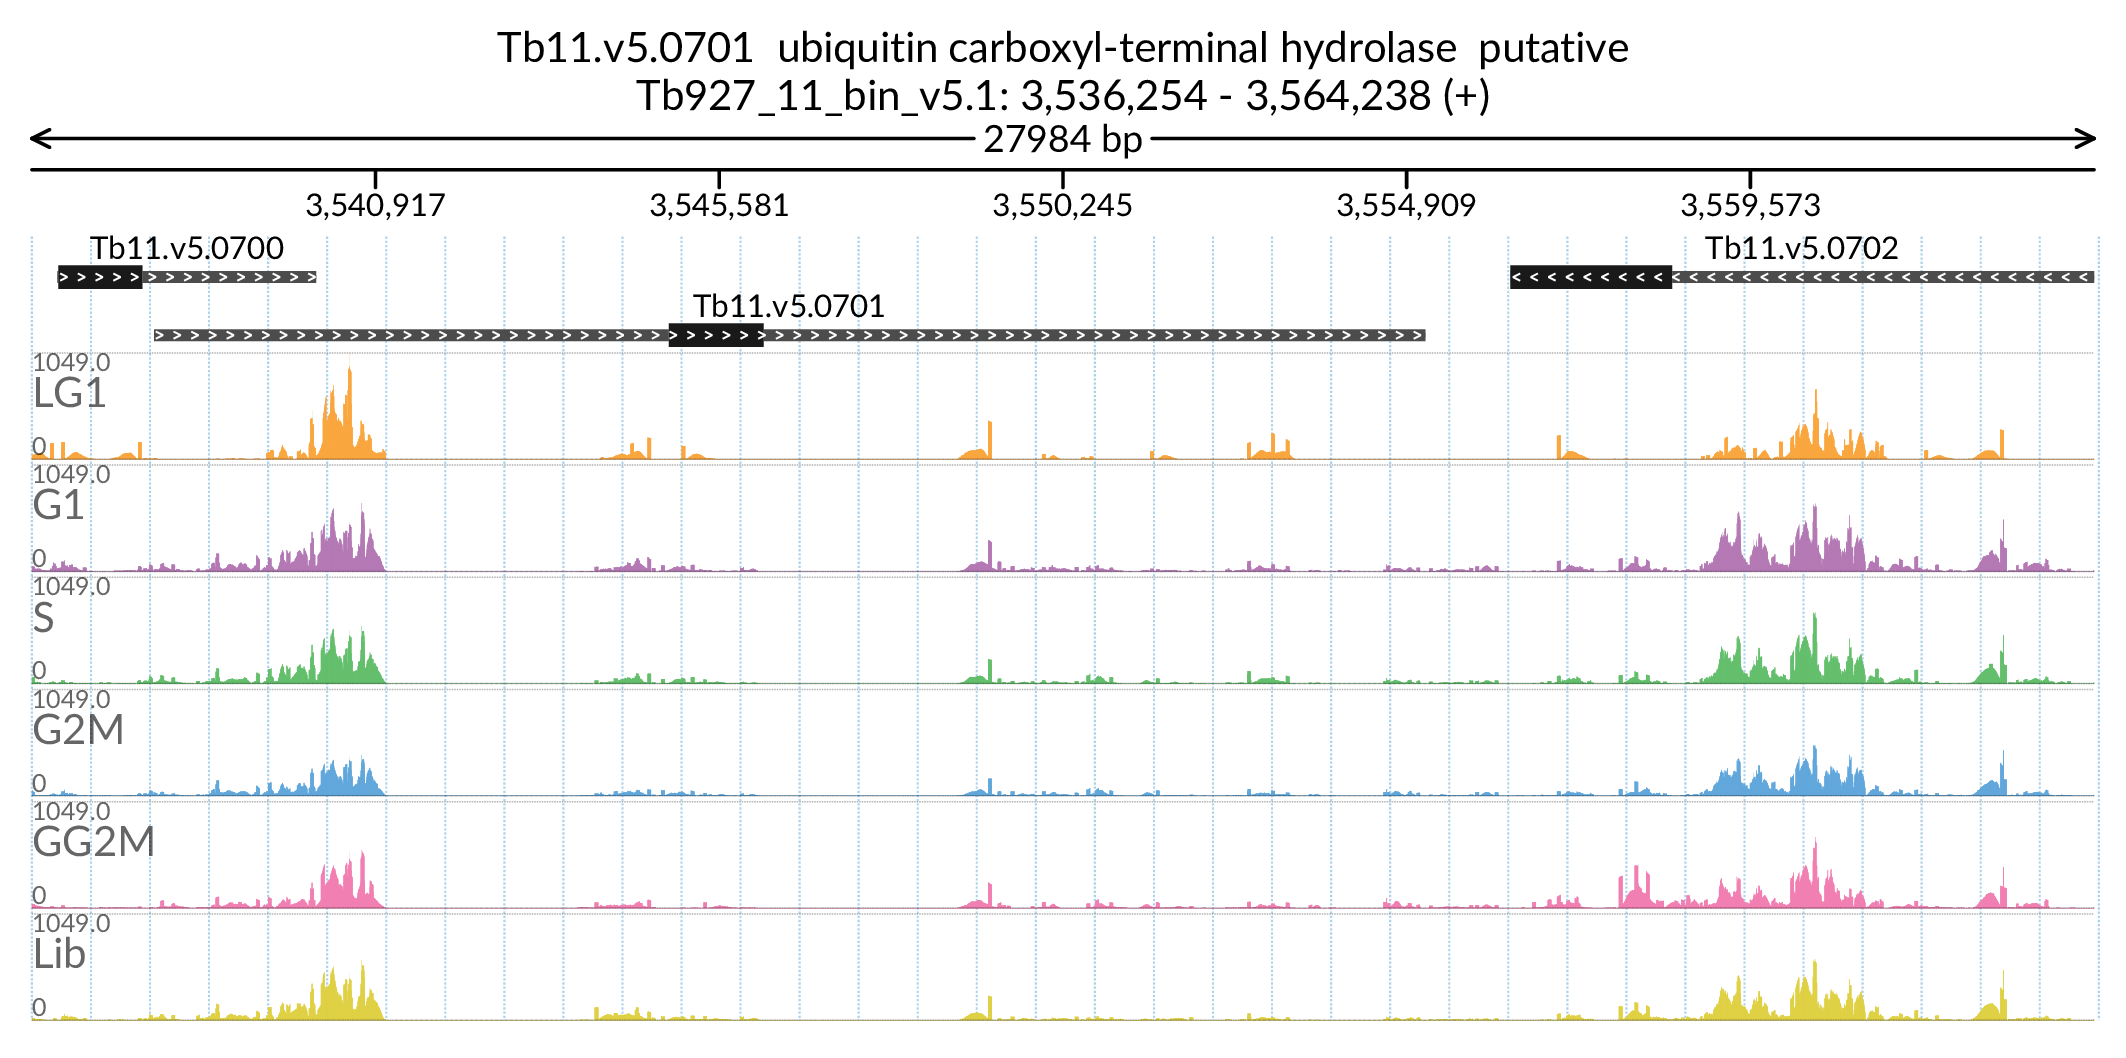 Tb11.v5.0701  ubiquitin carboxyl-terminal hydrolase  putative
Tb927_11_bin_v5.1: 3,536,254 - 3,564,238 (+)
27984 bp
3,540,917 3,545,581 3,550,245 3,554,909 3,559,573
Tb11.v5.0700 Tb11.v5.0702
Tb11.v5.0701
1049.0
LG1
0
1049.0
G1
0
1049.0
S
0
1049.0
G2M
0
1049.0
GG2M
0
1049.0
Lib
0